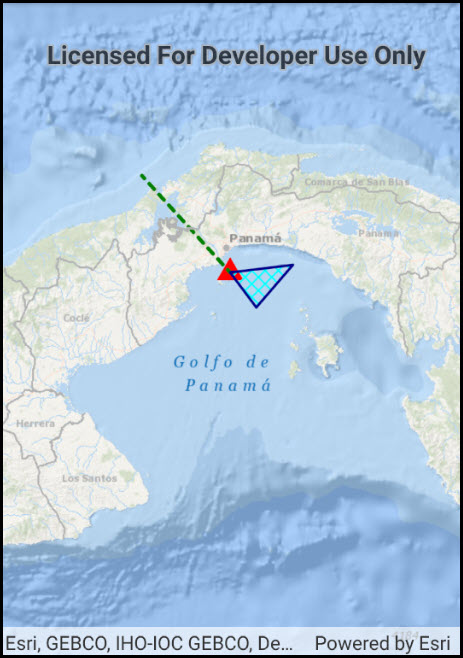 Licensed For Developer Use Only
Comarca de San Blas
Panamá
Panamá
Coclé
Golfo de
Panamá
Herrera
Los Santos
Esri, GEBCO, IHO-IOC GEBCO, De... Powered by Esri